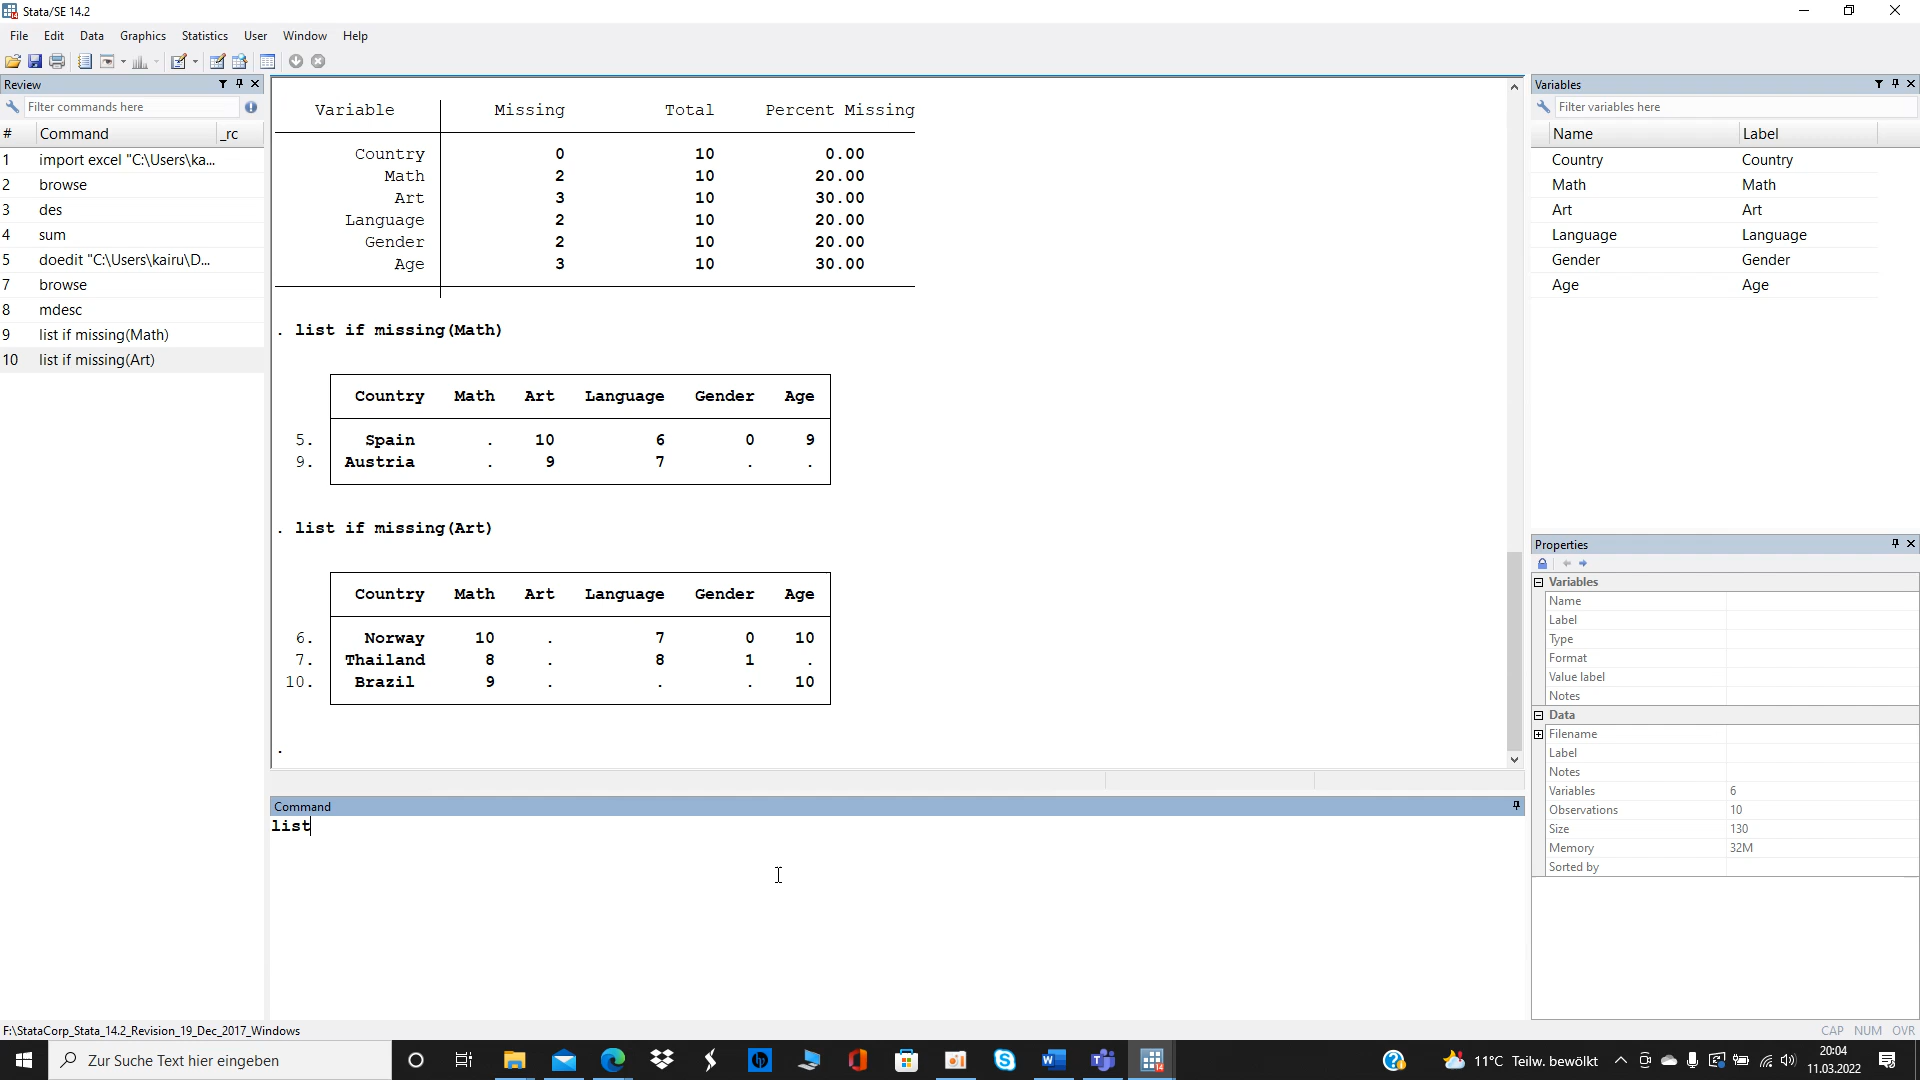 Stata/SE 14.2
File Edit Data Graphics Statistics User Window Help
Review
Filter commands here
# Command _rc
1 import excel "C:\Users\ka...
2 browse
3 des
4 sum
5 doedit "C:\Users\kairu\D...
7 browse
8 mdesc
9 list if missing(Math)
10 list if missing(Art)
Variable Missing Total Percent Missing
Country 0 10 0.00
Math 2 10 20.00
Art 3 10 30.00
Language 2 10 20.00
Gender 2 10 20.00
Age 3 10 30.00
. list if missing(Math)
Country Math Art Language Gender Age
5. Spain . 10 6 0 9
9. Austria . 9 7 . .
. list if missing(Art)
Country Math Art Language Gender Age
6. Norway 10 . 7 0 10
7. Thailand 8 . 8 1 .
10. Brazil 9 . . . 10
.
Command
list
Variables
Filter variables here
Name Label
Country Country
Math Math
Art Art
Language Language
Gender Gender
Age Age
Properties
Variables
Name
Label
Type
Format
Value label
Notes
Data
Filename
Label
Notes
Variables 6
Observations 10
Size 130
Memory 32M
Sorted by
F:\StataCorp_Stata_14.2_Revision_19_Dec_2017_Windows
CAP NUM OVR
Zur Suche Text hier eingeben
11°C Teilw. bewölkt
20:04
11.03.2022